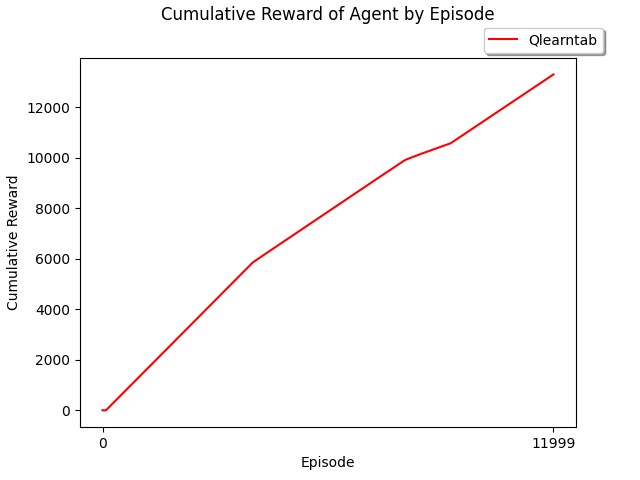 Cumulative Reward of Agent by Episode
Qlearntab
12000
10000
8000
6000
4000
2000
0
Cumulative Reward
0
11999
Episode